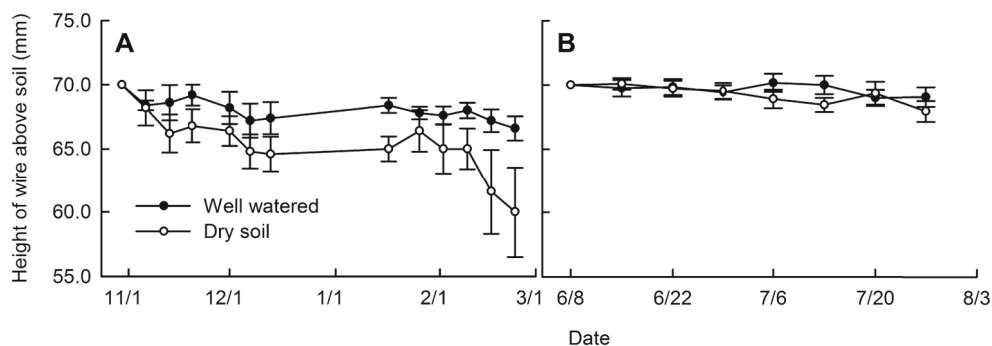 Height of wire above soil (mm)
75.0
70.0
65.0
60.0
55.0
A
B
Well watered
Dry soil
11/1 12/1 1/1 2/1 3/1 6/8 6/22 7/6 7/20 8/3
Date